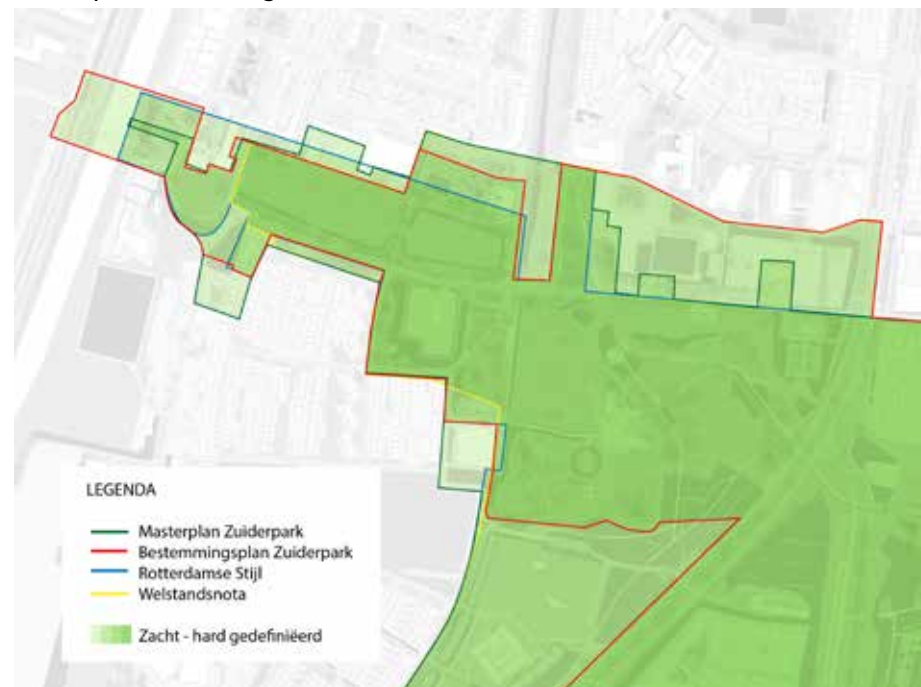 LEGENDA
Masterplan Zuiderpark
Bestemmingsplan Zuiderpark
Rotterdamse Stijl
Welstandsnota
Zacht - hard gedefiniëerd